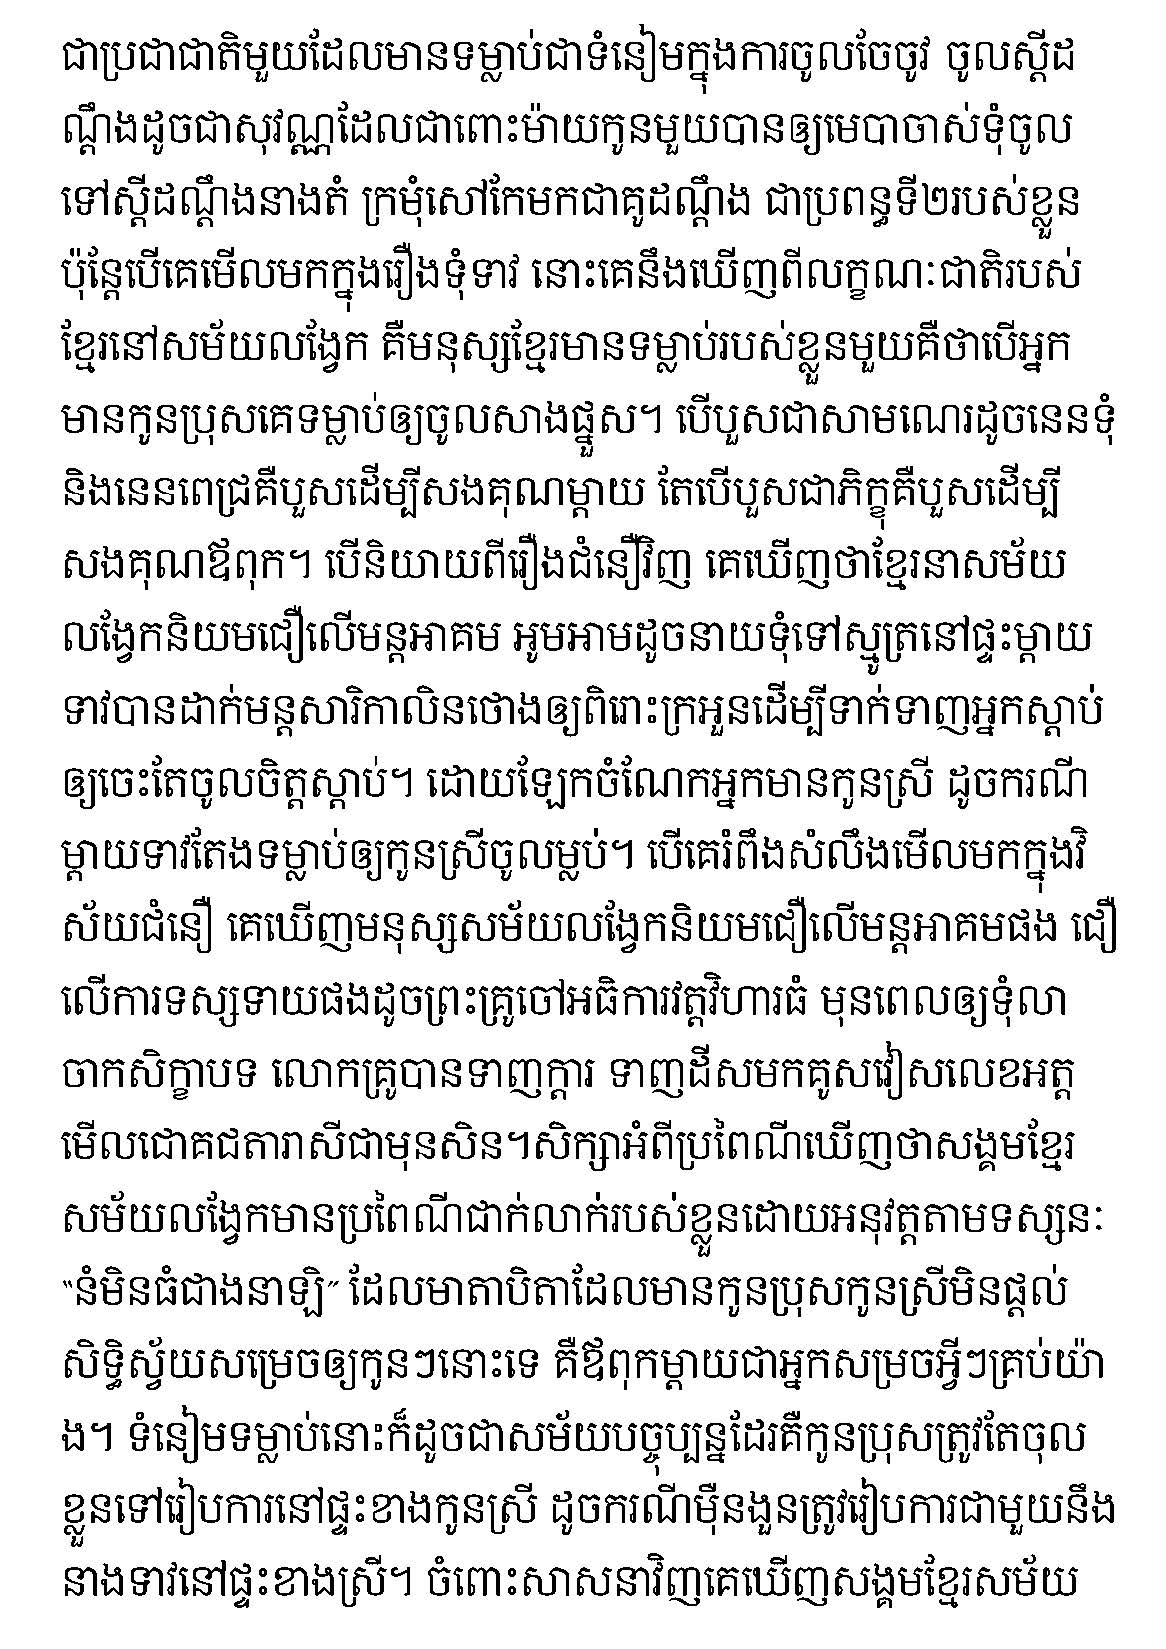 ជាប្រជាជាតិមួយដែលមានទម្លាប់ជាទំនៀមក្នុងការចូលចែចូវ ចូលស្ដីដ
ណ្ដឹងដូចជាសុវណ្ណដែលជាពោះម៉ាយកូនមួយបានឲ្យមេបាចាស់ទុំចូល
ទៅស្ដីដណ្ដឹងនាងតំ ក្រមុំសៅកែមកជាគូដណ្ដឹង ជាប្រពន្ធទី២របស់ខ្លួន
ប៉ុន្តែបើគេមើលមកក្នុងរឿងទុំទាវ នោះគេនឹងឃើញពីលក្ខណៈជាតិរបស់
ខ្មែរនៅសម័យលង្វែក គឺមនុស្សខ្មែរមានទម្លាប់របស់ខ្លួនមួយគឺថាបើអ្នក
មានកូនប្រុសគេទម្លាប់ឲ្យចូលសាងផ្នួស។ បើបួសជាសាមណេរដូចនេនទុំ
និងនេនពេជ្រគឺបួសដើម្បីសងគុណម្ដាយ តែបើបួសជាភិក្ខុគឺបួសដើម្បី
សងគុណឪពុក។ បើនិយាយពីរឿងជំនឿវិញ គេឃើញថាខ្មែរនាសម័យ
លង្វែកនិយមជឿលើមន្តអាគម អូមអាមដូចនាយទុំទៅស្មូត្រនៅផ្ទះម្ដាយ
ទាវបានដាក់មន្តសារិកាលិនថោងឲ្យពិរោះក្រអួនដើម្បីទាក់ទាញអ្នកស្ដាប់
ឲ្យចេះតែចូលចិត្តស្ដាប់។ ដោយឡែកចំណែកអ្នកមានកូនស្រី ដូចករណី
ម្ដាយទាវតែងទម្លាប់ឲ្យកូនស្រីចូលម្លប់។ បើគេរំពឹងសំលឹងមើលមកក្នុងវិ
ស័យជំនឿ គេឃើញមនុស្សសម័យលង្វែកនិយមជឿលើមន្តអាគមផង ជឿ
លើការទស្សទាយផងដូចព្រះគ្រូចៅអធិការវត្តវិហារធំ មុនពេលឲ្យទុំលា
ចាកសិក្ខាបទ លោកគ្រូបានទាញក្ដារ ទាញដីសមកគូសវៀសលេខអត្ត
មើលជោគជតារាសីជាមុនសិន។សិក្សាអំពីប្រពៃណីឃើញថាសង្គមខ្មែរ
សម័យលង្វែកមានប្រពៃណីជាក់លាក់របស់ខ្លួនដោយអនុវត្តតាមទស្សនៈ
“នំមិនធំជាងនាឡិ” ដែលមាតាបិតាដែលមានកូនប្រុសកូនស្រីមិនផ្ដល់
សិទ្ធិស្វ័យសម្រេចឲ្យកូនៗនោះទេ គឺឪពុកម្ដាយជាអ្នកសម្រចអ្វីៗគ្រប់យ៉ា
ង។ ទំនៀមទម្លាប់នោះក៏ដូចជាសម័យបច្ចុប្បន្នដែរគឺកូនប្រុសត្រូវតែចុល
ខ្លួនទៅរៀបការនៅផ្ទះខាងកូនស្រី ដូចករណីម៉ឺនងួនត្រូវរៀបការជាមួយនឹង
នាងទាវនៅផ្ទះខាងស្រី។ ចំពោះសាសនាវិញគេឃើញសង្គមខ្មែរសម័យ